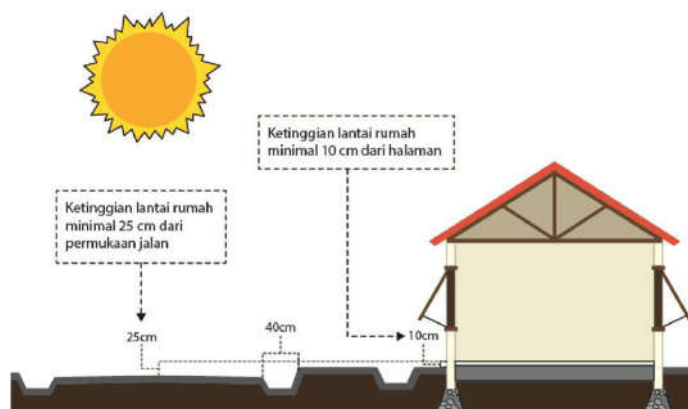 Ketinggian lantai rumah
minimal 10 cm dari halaman
Ketinggian lantai rumah
minimal 25 cm dari
permukaan jalan
25cm
40cm
10cm